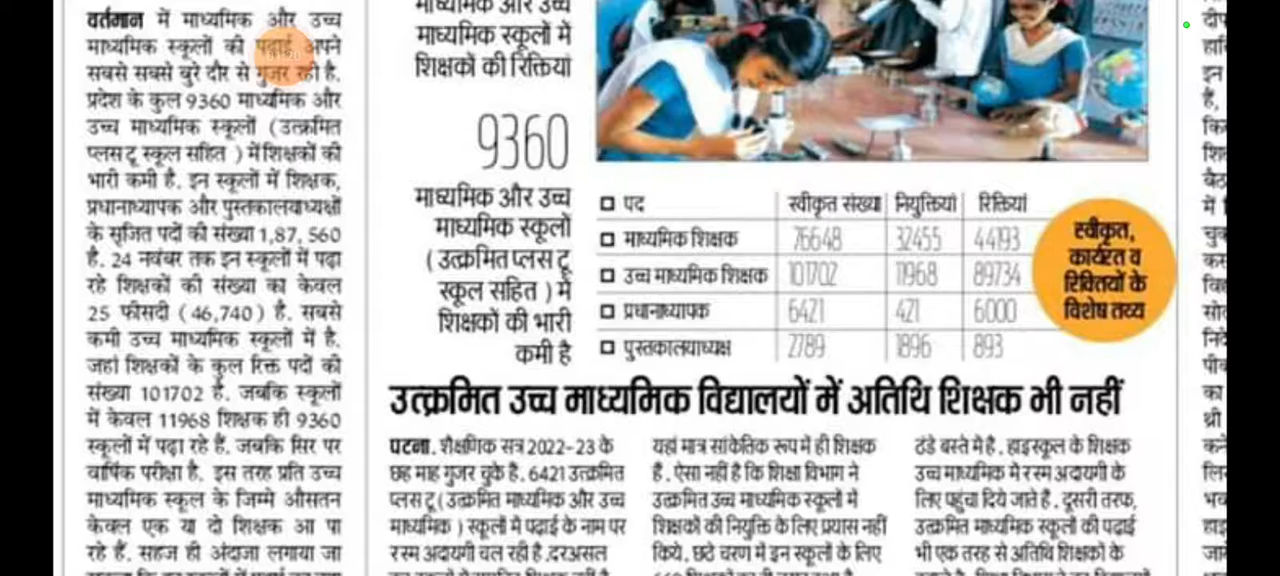 वर्तमान में माध्यमिक और उच्च
माध्यमिक स्कूलों की पढ़ाई अपने
सबसे सबसे बुरे दौर से गुजर रही है.
प्रदेश के कुल 9360 माध्यमिक और
उच्च माध्यमिक स्कूलों (उत्क्रमित
प्लस टू स्कूल सहित ) में शिक्षकों की
भारी कमी है. इन स्कूलों में शिक्षक,
प्रधानाध्यापक और पुस्तकालयाध्यक्षों
के सृजित पदों की संख्या 1,87, 560
है. 24 नवंबर तक इन स्कूलों में पढ़ा
रहे शिक्षकों की संख्या का केवल
25 फीसदी (46,740) है. सबसे
कमी उच्च माध्यमिक स्कूलों में है.
जहां शिक्षकों के कुल रिक्त पदों की
संख्या 101702 है. जबकि स्कूलों
में केवल 11968 शिक्षक ही 9360
स्कूलों में पढ़ा रहे हैं. जबकि सिर पर
वार्षिक परीक्षा है. इस तरह प्रति उच्च
माध्यमिक स्कूल के जिम्मे औसतन
केवल एक या दो शिक्षक आ पा
रहे हैं. सहज ही अंदाजा लगाया जा
माध्यमिक और उच्च
माध्यमिक स्कूलों में
शिक्षकों की रिक्तियां
9360
माध्यमिक और उच्च
माध्यमिक स्कूलों
( उत्क्रमित प्लस टू
स्कूल सहित ) में
शिक्षकों की भारी
कमी है
पद स्वीकृत संख्या नियुक्तियां रिक्तियां
माध्यमिक शिक्षक 76648 32455 44193
उच्च माध्यमिक शिक्षक 101702 11968 89734
प्रधानाध्यापक 6421 421 6000
पुस्तकालयाध्यक्ष 2789 1896 893
स्वीकृत,
कार्यरत व
रिक्तियों के
विशेष तथ्य
उत्क्रमित उच्च माध्यमिक विद्यालयों में अतिथि शिक्षक भी नहीं
पटना. शैक्षणिक सत्र 2022-23 के
छह माह गुजर चुके है. 6421 उत्क्रमित
प्लस टू ( उत्क्रमित माध्यमिक और उच्च
माध्यमिक ) स्कूलों में पढ़ाई के नाम पर
रस्म अदायगी चल रही है .दरअसल
यहां मात्र सांकेतिक रूप में ही शिक्षक
है . ऐसा नहीं है कि शिक्षा विभाग ने
उत्क्रमित उच्च माध्यमिक स्कूलों में
शिक्षकों की नियुक्ति के लिए प्रयास नहीं
किये. छठे चरण में इन स्कूलों के लिए
ठंडे बस्ते में है . हाइस्कूल के शिक्षक
उच्च माध्यमिक में रस्म अदायगी के
लिए पहुंचा दिये जाते है . दूसरी तरफ,
उत्क्रमित माध्यमिक स्कूलों की पढ़ाई
भी एक तरह से अतिथि शिक्षकों के